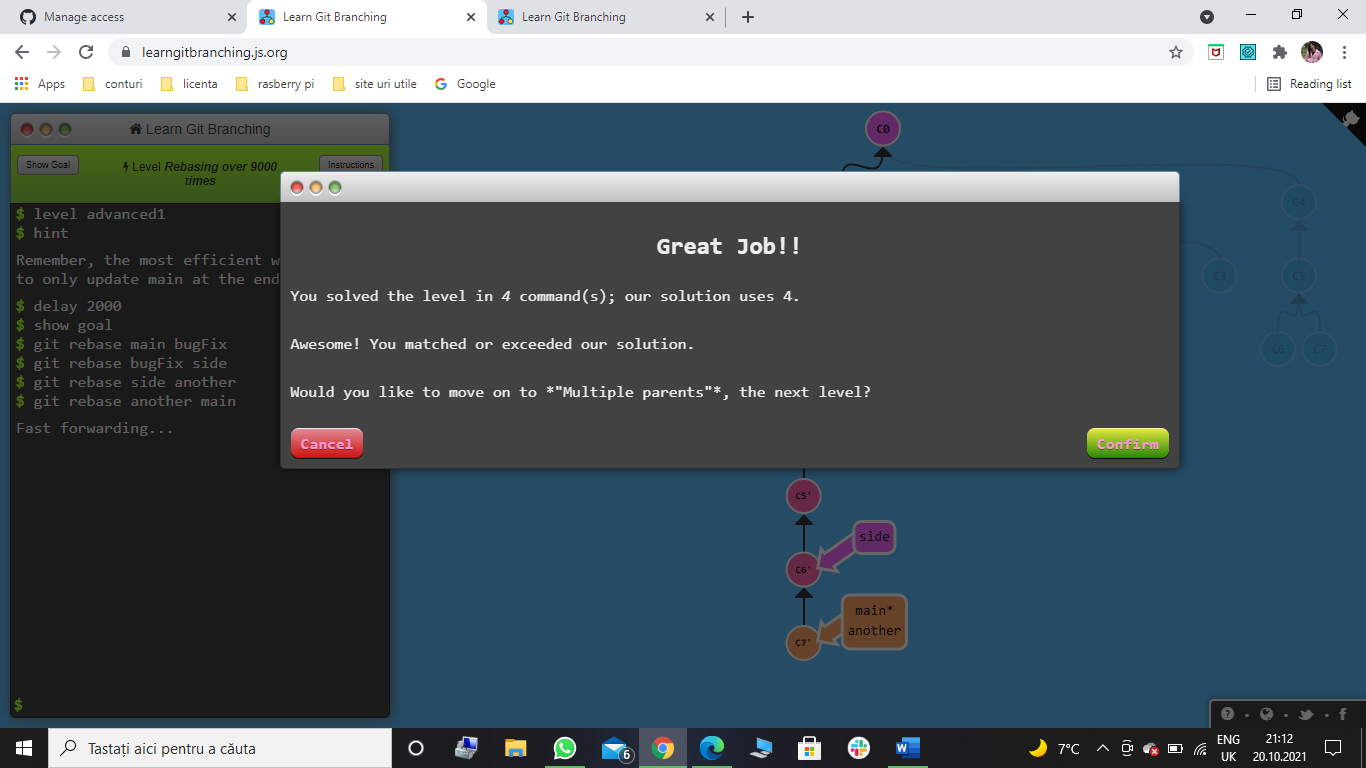 Manage access
Learn Git Branching
Learn Git Branching
learngitbranching.js.org
Apps
conturi
licenta
rasberry pi
site uri utile
Google
Reading list
Learn Git Branching
Show Goal
Level Rebasing over 9000
times
Instructions
$ level advanced1
$ hint
Remember, the most efficient w
to only update main at the end
$ delay 2000
$ show goal
$ git rebase main bugFix
$ git rebase bugFix side
$ git rebase side another
$ git rebase another main
Fast forwarding...
$
Great Job!!
You solved the level in 4 command(s); our solution uses 4.
Awesome! You matched or exceeded our solution.
Would you like to move on to *"Multiple parents"*, the next level?
Cancel
Confirm
C0
C4
C3
C5
C6
C7
C5'
C6'
side
C7'
main*
another
Tastați aici pentru a căuta
6
7°C
ENG
UK
21:12
20.10.2021